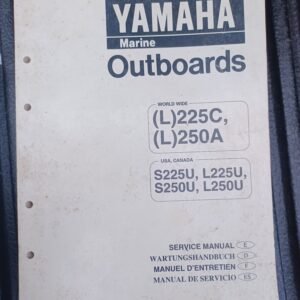 YAMAHA
Marine
Outboards
WORLD WIDE
(L)225C,
(L)250A
USA, CANADA
S225U, L225U,
S250U, L250U
SERVICE MANUAL E
WARTUNGSHANDBUCH D
MANUEL D'ENTRETIEN F
MANUAL DE SERVICIO ES